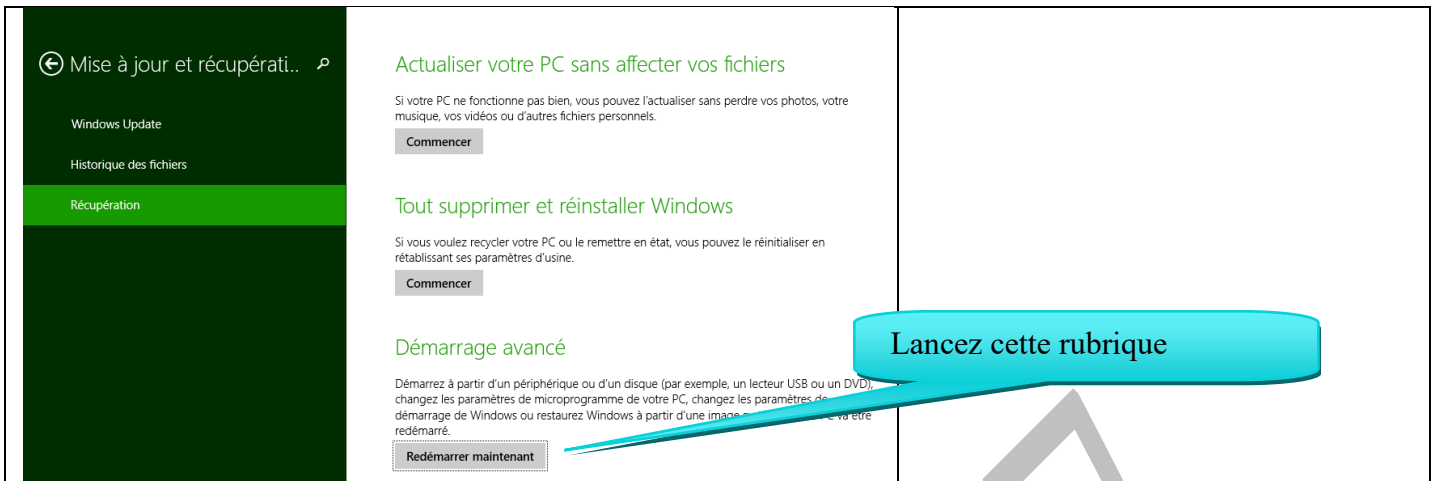 Mise à jour et récupérati..
Windows Update
Historique des fichiers
Récupération
Actualiser votre PC sans affecter vos fichiers
Si votre PC ne fonctionne pas bien, vous pouvez l'actualiser sans perdre vos photos, votre
musique, vos vidéos ou d'autres fichiers personnels.
Commencer
Tout supprimer et réinstaller Windows
Si vous voulez recycler votre PC ou le remettre en état, vous pouvez le réinitialiser en
rétablissant ses paramètres d'usine.
Commencer
Démarrage avancé
Démarrez à partir d'un périphérique ou d'un disque (par exemple, un lecteur USB ou un DVD),
changez les paramètres de microprogramme de votre PC, changez les paramètres de
démarrage de Windows ou restaurez Windows à partir d'une image va être
redémarré.
Redémarrer maintenant
Lancez cette rubrique